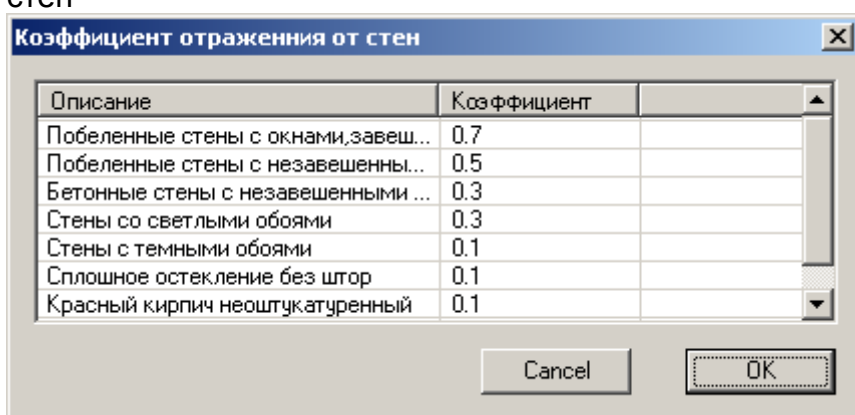 стен
Коэффициент отраженния от стен
Описание Коэффициент
Побеленные стены с окнами,завеш... 0.7
Побеленные стены с незавешенны... 0.5
Бетонные стены с незавешенными ... 0.3
Стены со светлыми обоями 0.3
Стены с темными обоями 0.1
Сплошное остекление без штор 0.1
Красный кирпич неоштукатуренный 0.1
Cancel OK